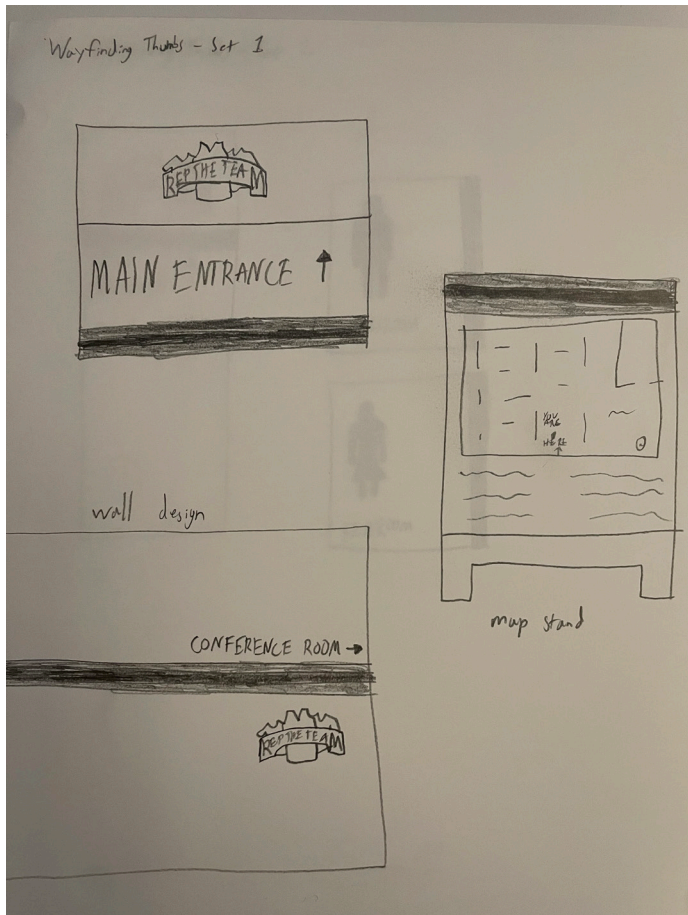 Wayfinding Thumbs - Set 1
REP THE TEAM
MAIN ENTRANCE ↑
YOU
ARE
HERE
map stand
wall design
CONFERENCE ROOM →
REP THE TEAM